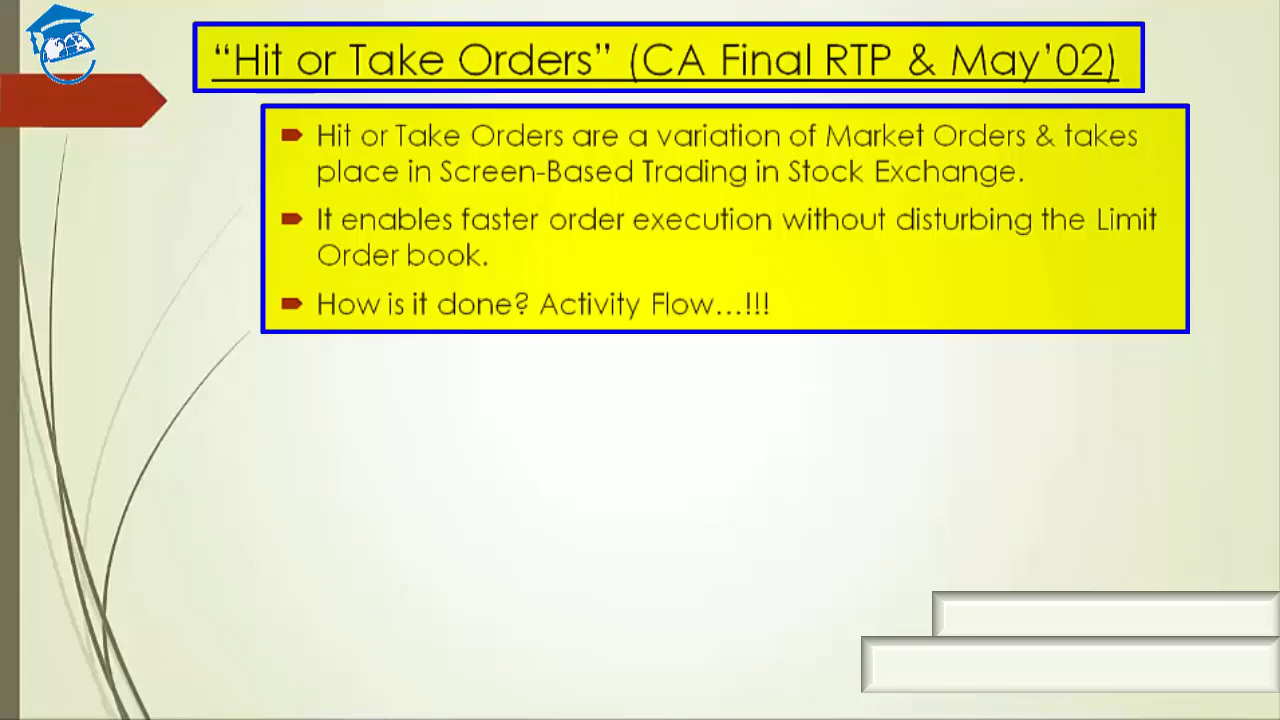 “Hit or Take Orders” (CA Final RTP & May’02)
Hit or Take Orders are a variation of Market Orders & takes
place in Screen-Based Trading in Stock Exchange.
It enables faster order execution without disturbing the Limit
Order book.
How is it done? Activity Flow...!!!